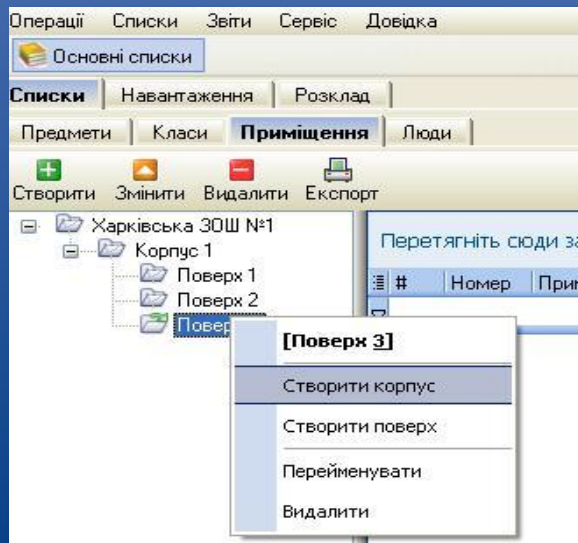 Операції Списки Звіти Сервіс Довідка
Основні списки
Списки Навантаження Розклад
Предмети Класи Приміщення Люди
Створити Змінити Видалити Експорт
Харківська ЗОШ №1
Корпус 1
Поверх 1
Поверх 2
Перетягніть сюди
# Номер
[Поверх 3]
Створити корпус
Створити поверх
Перейменувати
Видалити